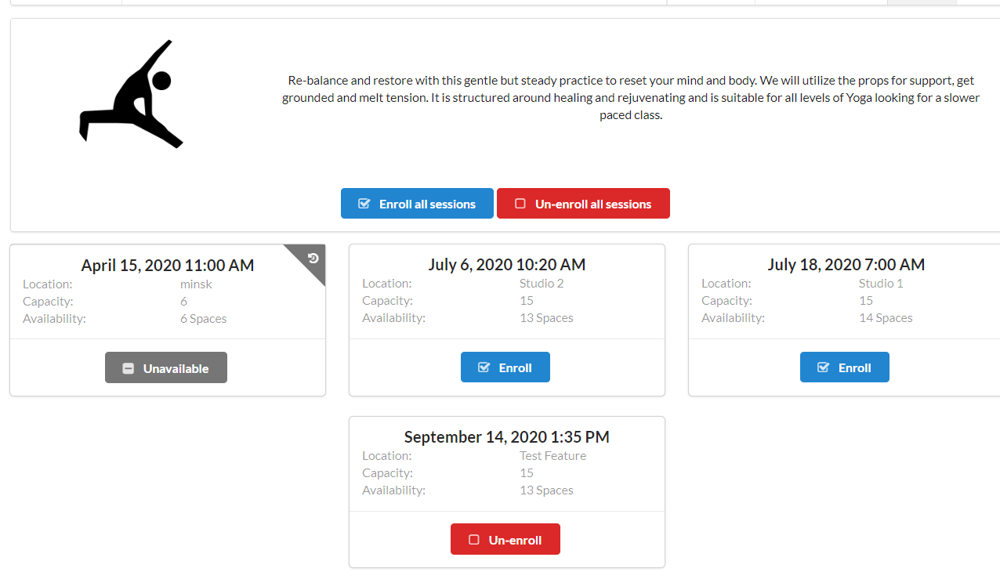 Re-balance and restore with this gentle but steady practice to reset your mind and body. We will utilize the props for support, get
grounded and melt tension. It is structured around healing and rejuvenating and is suitable for all levels of Yoga looking for a slower
paced class.
Enroll all sessions
Un-enroll all sessions
April 15, 2020 11:00 AM
Location: minsk
Capacity: 6
Availability: 6 Spaces
Unavailable
July 6, 2020 10:20 AM
Location: Studio 2
Capacity: 15
Availability: 13 Spaces
Enroll
July 18, 2020 7:00 AM
Location: Studio 1
Capacity: 15
Availability: 14 Spaces
Enroll
September 14, 2020 1:35 PM
Location: Test Feature
Capacity: 15
Availability: 13 Spaces
Un-enroll